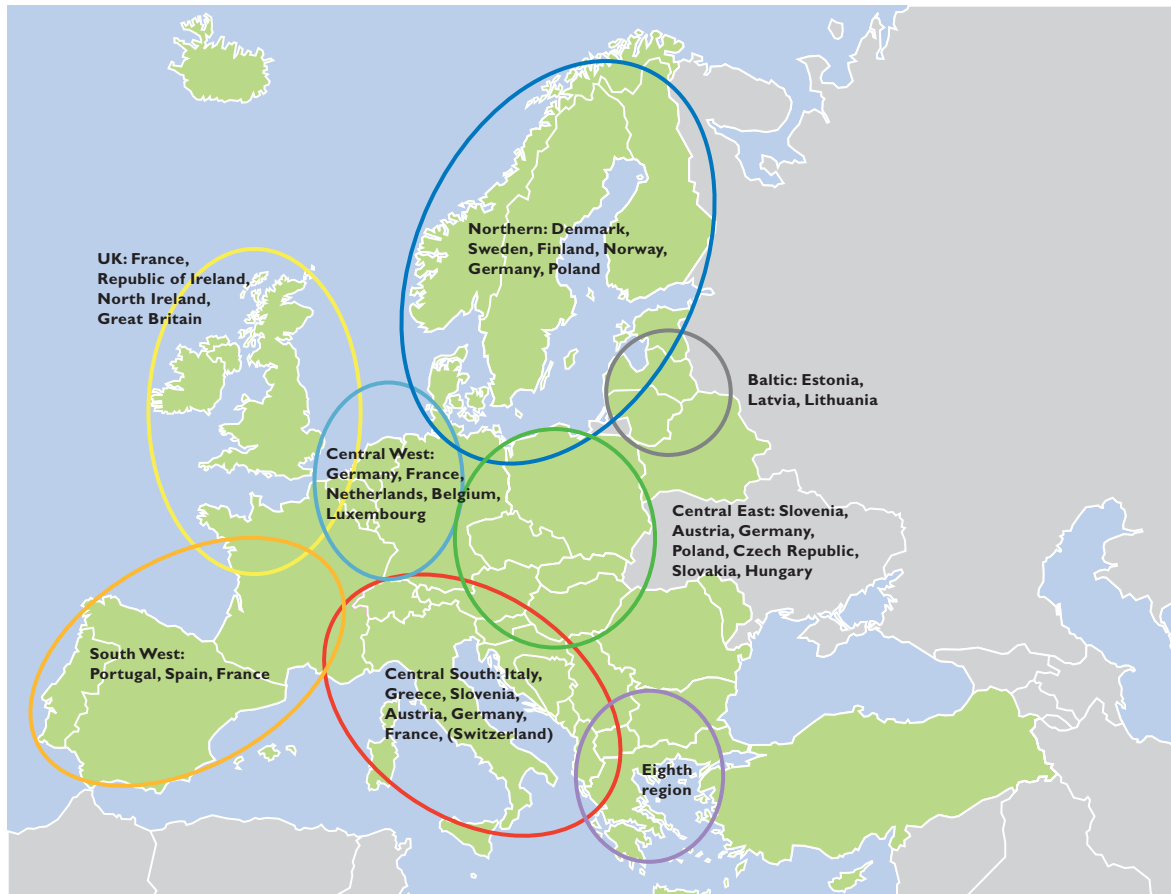 Northern: Denmark,
Sweden, Finland, Norway,
Germany, Poland
UK: France,
Republic of Ireland,
North Ireland,
Great Britain
Baltic: Estonia,
Latvia, Lithuania
Central West:
Germany, France,
Netherlands, Belgium,
Luxembourg
Central East: Slovenia,
Austria, Germany,
Poland, Czech Republic,
Slovakia, Hungary
South West:
Portugal, Spain, France
Central South: Italy,
Greece, Slovenia,
Austria, Germany,
France, (Switzerland)
Eighth
region